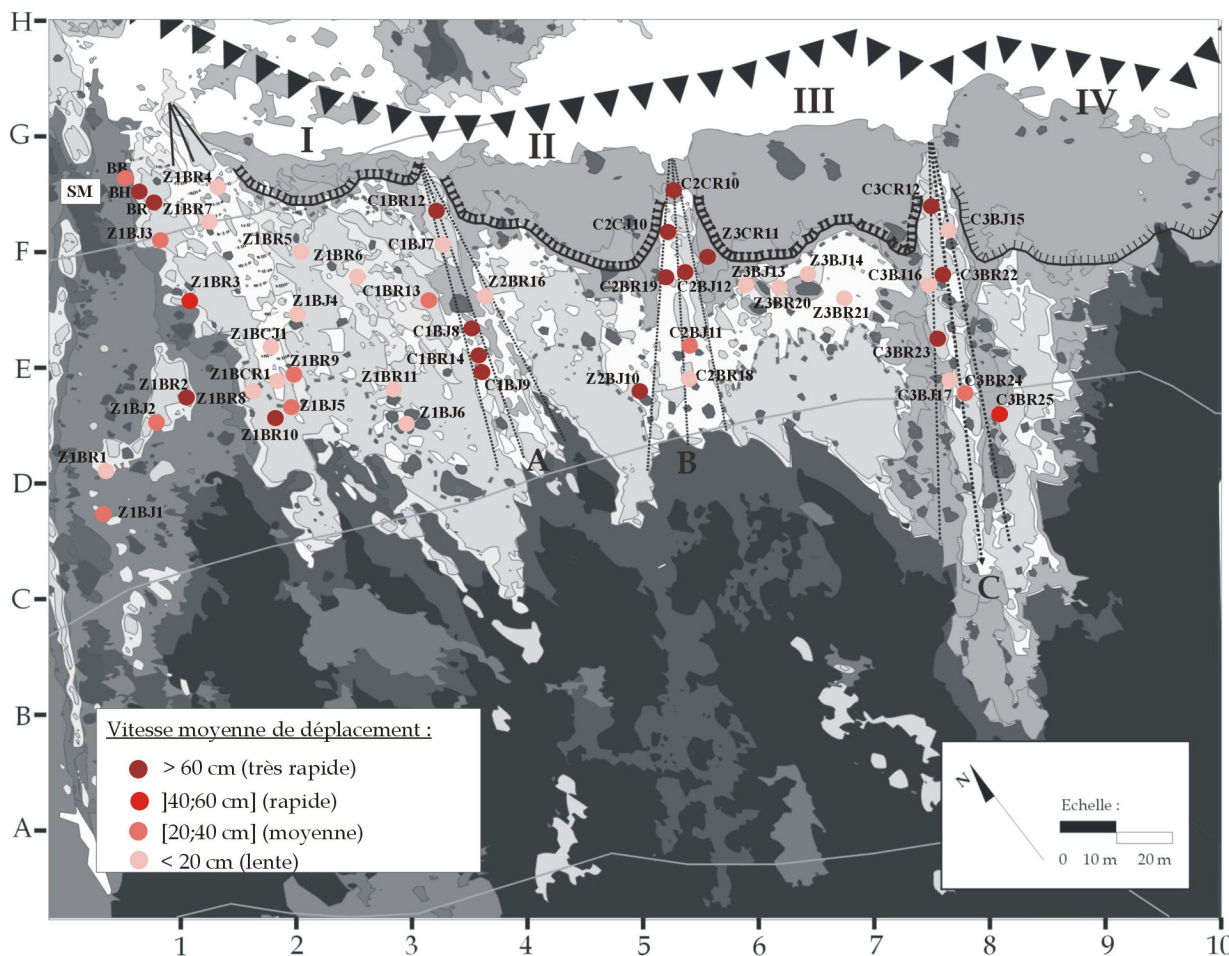 H
G
F
E
D
C
B
A
I
II
III
IV
SM
BB
BH
BR
Z1BR4
Z1BR7
Z1BJ3
Z1BR3
Z1BR5
Z1BR6
Z1BJ4
Z1BCJ1
Z1BR9
Z1BCR1
Z1BR2
Z1BR8
Z1BJ2
Z1BJ5
Z1BR10
Z1BR11
Z1BJ6
Z1BR1
Z1BJ1
C1BR12
C1BJ7
C1BR13
Z2BR16
C1BJ8
C1BR14
C1BJ9
A
C2CR10
C2CJ10
Z3CR11
C2BR19
C2BJ12
C2BJ11
C2BR18
Z2BJ10
B
Z3BJ13
Z3BJ14
Z3BR20
Z3BR21
C3CR12
C3BJ15
C3BJ16
C3BR22
C3BR23
C3BR24
C3BJ17
C3BR25
C
Vitesse moyenne de déplacement :
> 60 cm (très rapide)
]40;60 cm] (rapide)
[20;40 cm] (moyenne)
< 20 cm (lente)
N
Echelle :
0 10 m 20 m
1 2 3 4 5 6 7 8 9 10